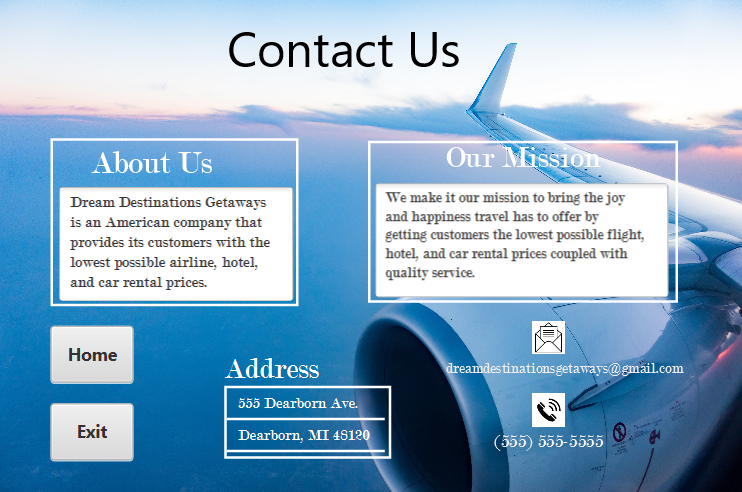 Contact Us
About Us
Dream Destinations Getaways
is an American company that
provides its customers with the
lowest possible airline, hotel,
and car rental prices.
Our Mission
We make it our mission to bring the joy
and happiness travel has to offer by
getting customers the lowest possible flight,
hotel, and car rental prices coupled with
quality service.
Home
Exit
Address
555 Dearborn Ave.
Dearborn, MI 48120
dreamdestinationsgetaways@gmail.com
(555) 555-5555